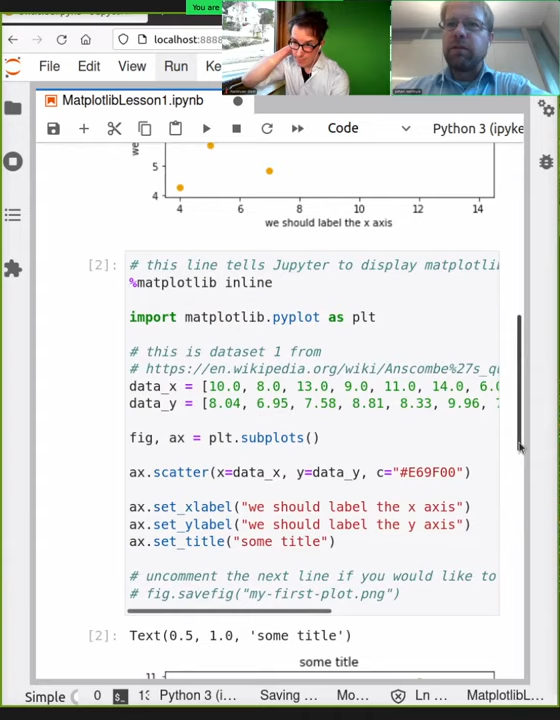 You are
localhost:8888
File Edit View Run Ke
MatplotlibLesson1.ipynb
Code Python 3 (ipyke
we
5
4
4 6 8 10 12 14
we should label the x axis
[2]: # this line tells Jupyter to display matplotlib
%matplotlib inline
import matplotlib.pyplot as plt
# this is dataset 1 from
# https://en.wikipedia.org/wiki/Anscombe%27s_qu
data_x = [10.0, 8.0, 13.0, 9.0, 11.0, 14.0, 6.0
data_y = [8.04, 6.95, 7.58, 8.81, 8.33, 9.96, 7
fig, ax = plt.subplots()
ax.scatter(x=data_x, y=data_y, c="#E69F00")
ax.set_xlabel("we should label the x axis")
ax.set_ylabel("we should label the y axis")
ax.set_title("some title")
# uncomment the next line if you would like to
# fig.savefig("my-first-plot.png")
[2]: Text(0.5, 1.0, 'some title')
some title
11
Simple 0 13 Python 3 (i... Saving ... Mo... Ln ... MatplotlibL...